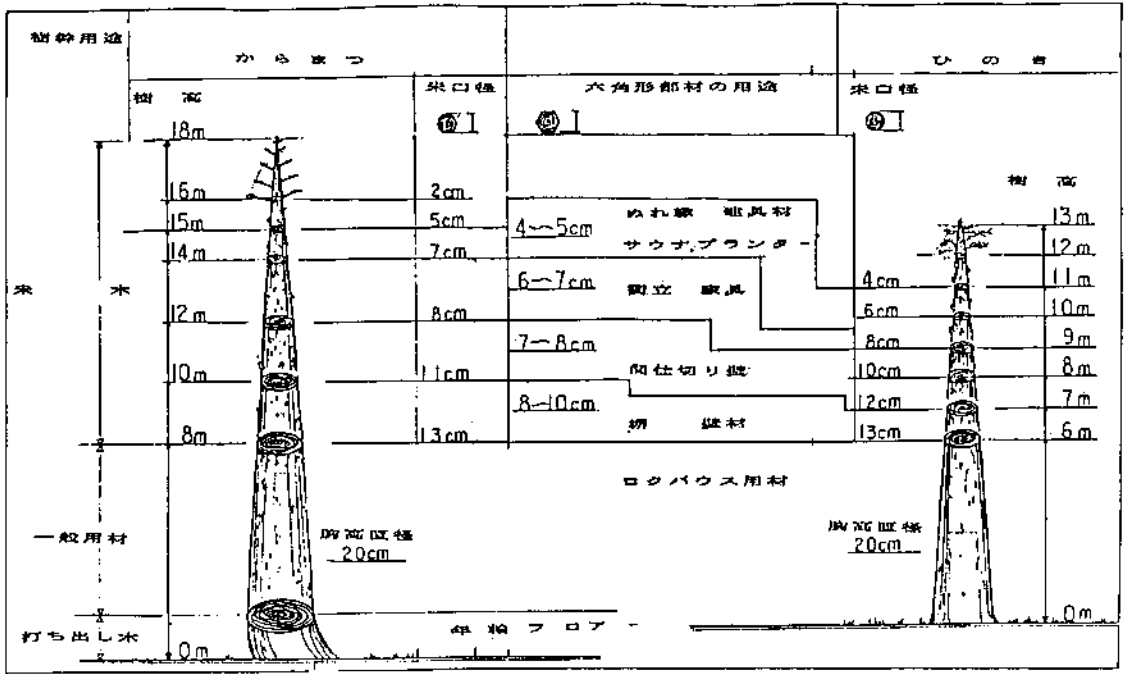 樹幹用途
からまつ
ひのき
樹高
末口径
六角形部材の用途
末口径
18m
16m
15m
14m
12m
10m
8m
0m
2cm
5cm
7cm
8cm
11cm
13cm
4〜5cm
ぬれ縁 建具材
サウナ,プランター
6〜7cm
衝立 家具
7〜8cm
間仕切り壁
8〜10cm
棚 壁材
ログハウス用材
末木
一般用材
打ち出し木
胸高直径
20cm
年輪フロアー
4cm
6cm
8cm
10cm
12cm
13cm
樹高
13m
12m
11m
10m
9m
8m
7m
6m
0m
胸高直径
20cm